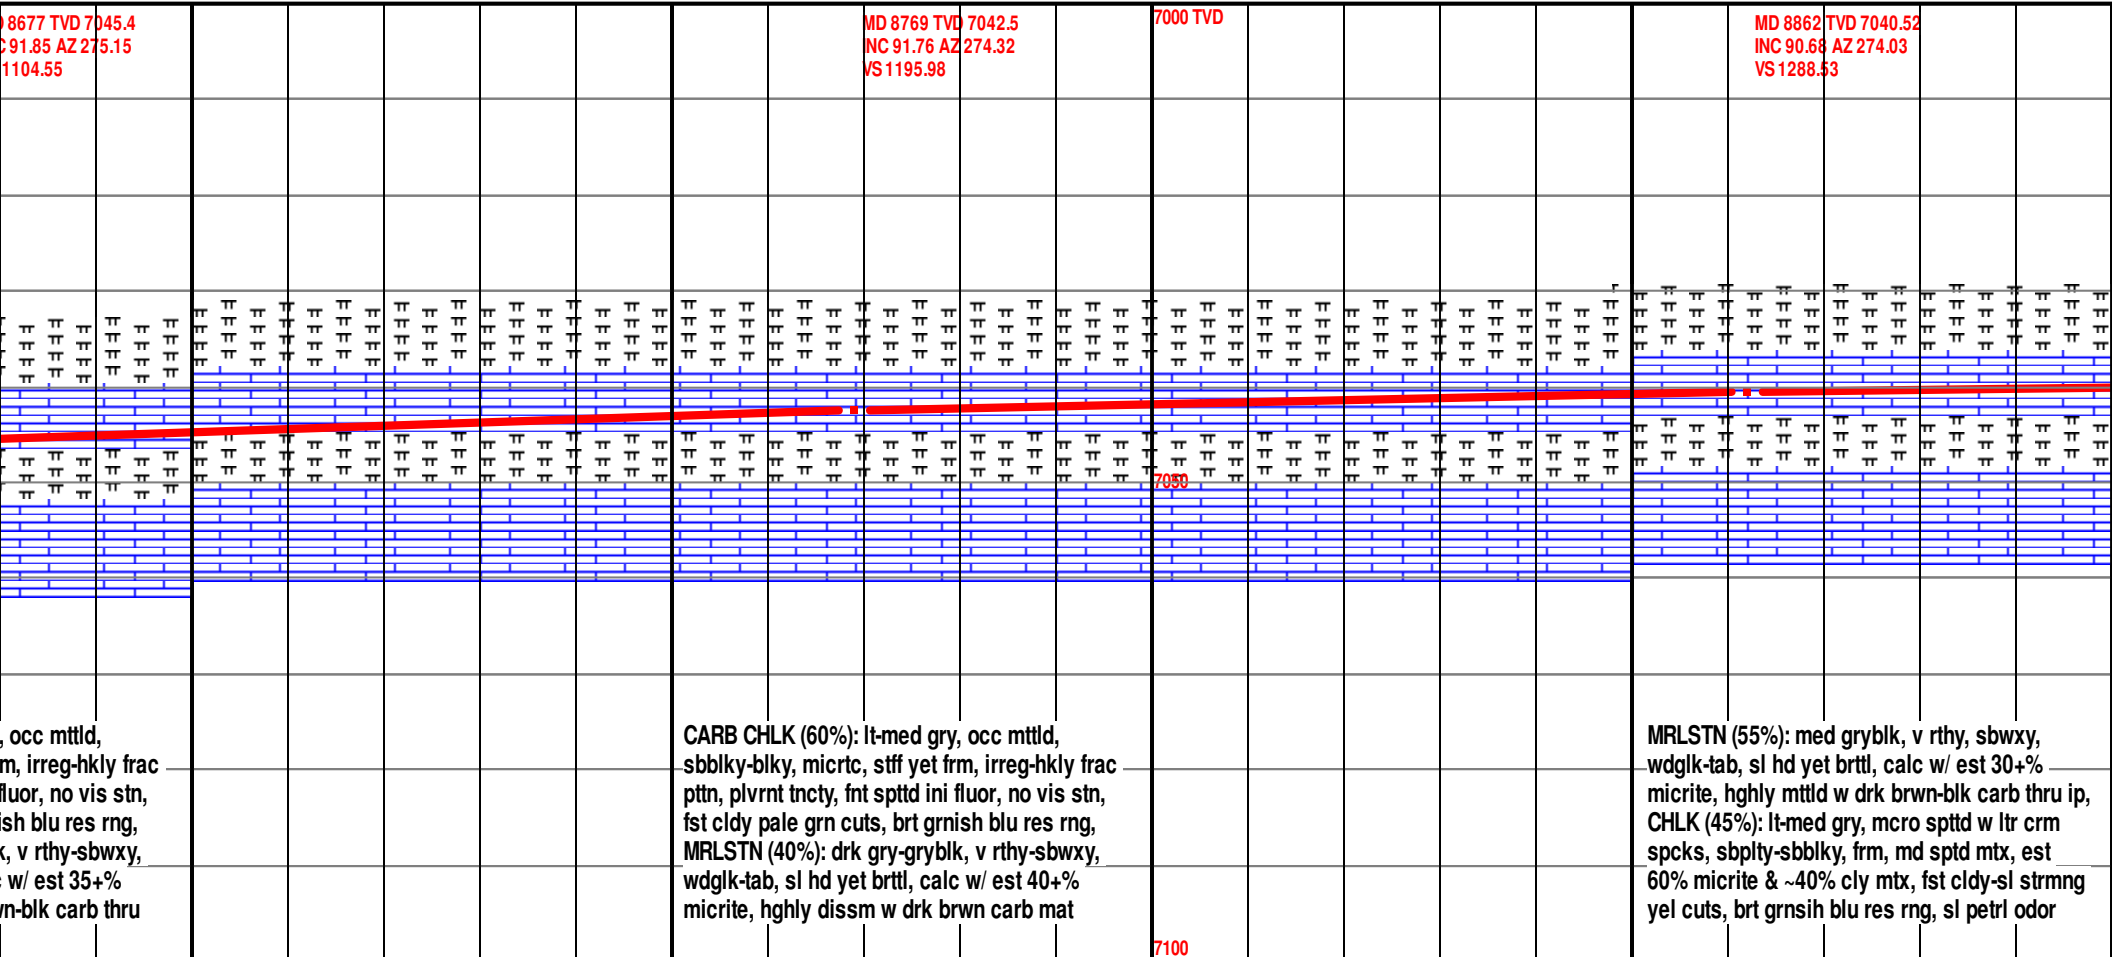 8677 TVD 7045.4
91.85 AZ 275.15
1104.55
MD 8769 TVD 7042.5
INC 91.76 AZ 274.32
VS 1195.98
7000 TVD
MD 8862 TVD 7040.52
INC 90.68 AZ 274.03
VS 1288.53
7050
, occ mttld,
m, irreg-hkly frac
fluor, no vis stn,
ish blu res rng,
k, v rthy-sbwxy,
c w/ est 35+%
wn-blk carb thru
CARB CHLK (60%): lt-med gry, occ mttld,
sbblky-blky, micrtc, stff yet frm, irreg-hkly frac
pttn, plvrnt tncty, fnt spttd ini fluor, no vis stn,
fst cldy pale grn cuts, brt grnish blu res rng,
MRLSTN (40%): drk gry-gryblk, v rthy-sbwxy,
wdglk-tab, sl hd yet brttl, calc w/ est 40+%
micrite, hghly dissm w drk brwn carb mat
MRLSTN (55%): med gryblk, v rthy, sbwxy,
wdglk-tab, sl hd yet brttl, calc w/ est 30+%
micrite, hghly mttld w drk brwn-blk carb thru ip,
CHLK (45%): lt-med gry, mcro spttd w ltr crm
spcks, sbplty-sbblky, frm, md sptd mtx, est
60% micrite & ~40% cly mtx, fst cldy-sl strmng
yel cuts, brt grnsih blu res rng, sl petrl odor
7100